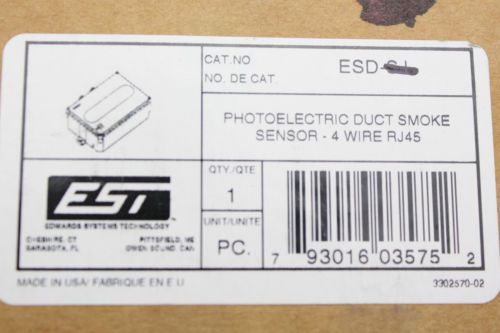 CAT.NO
NO. DE CAT.
ESD-
PHOTOELECTRIC DUCT SMOKE
SENSOR - 4 WIRE RJ45
QTY./QTE
1
UNIT/UNITE
PC.
EST
EDWARDS SYSTEMS TECHNOLOGY
CHESHIRE, CT PITTSFIELD, ME
SARASOTA, FL OWEN SOUND, CAN
7 93016 03575 2
MADE IN USA/ FABRIQUE EN E.U
3302570-02